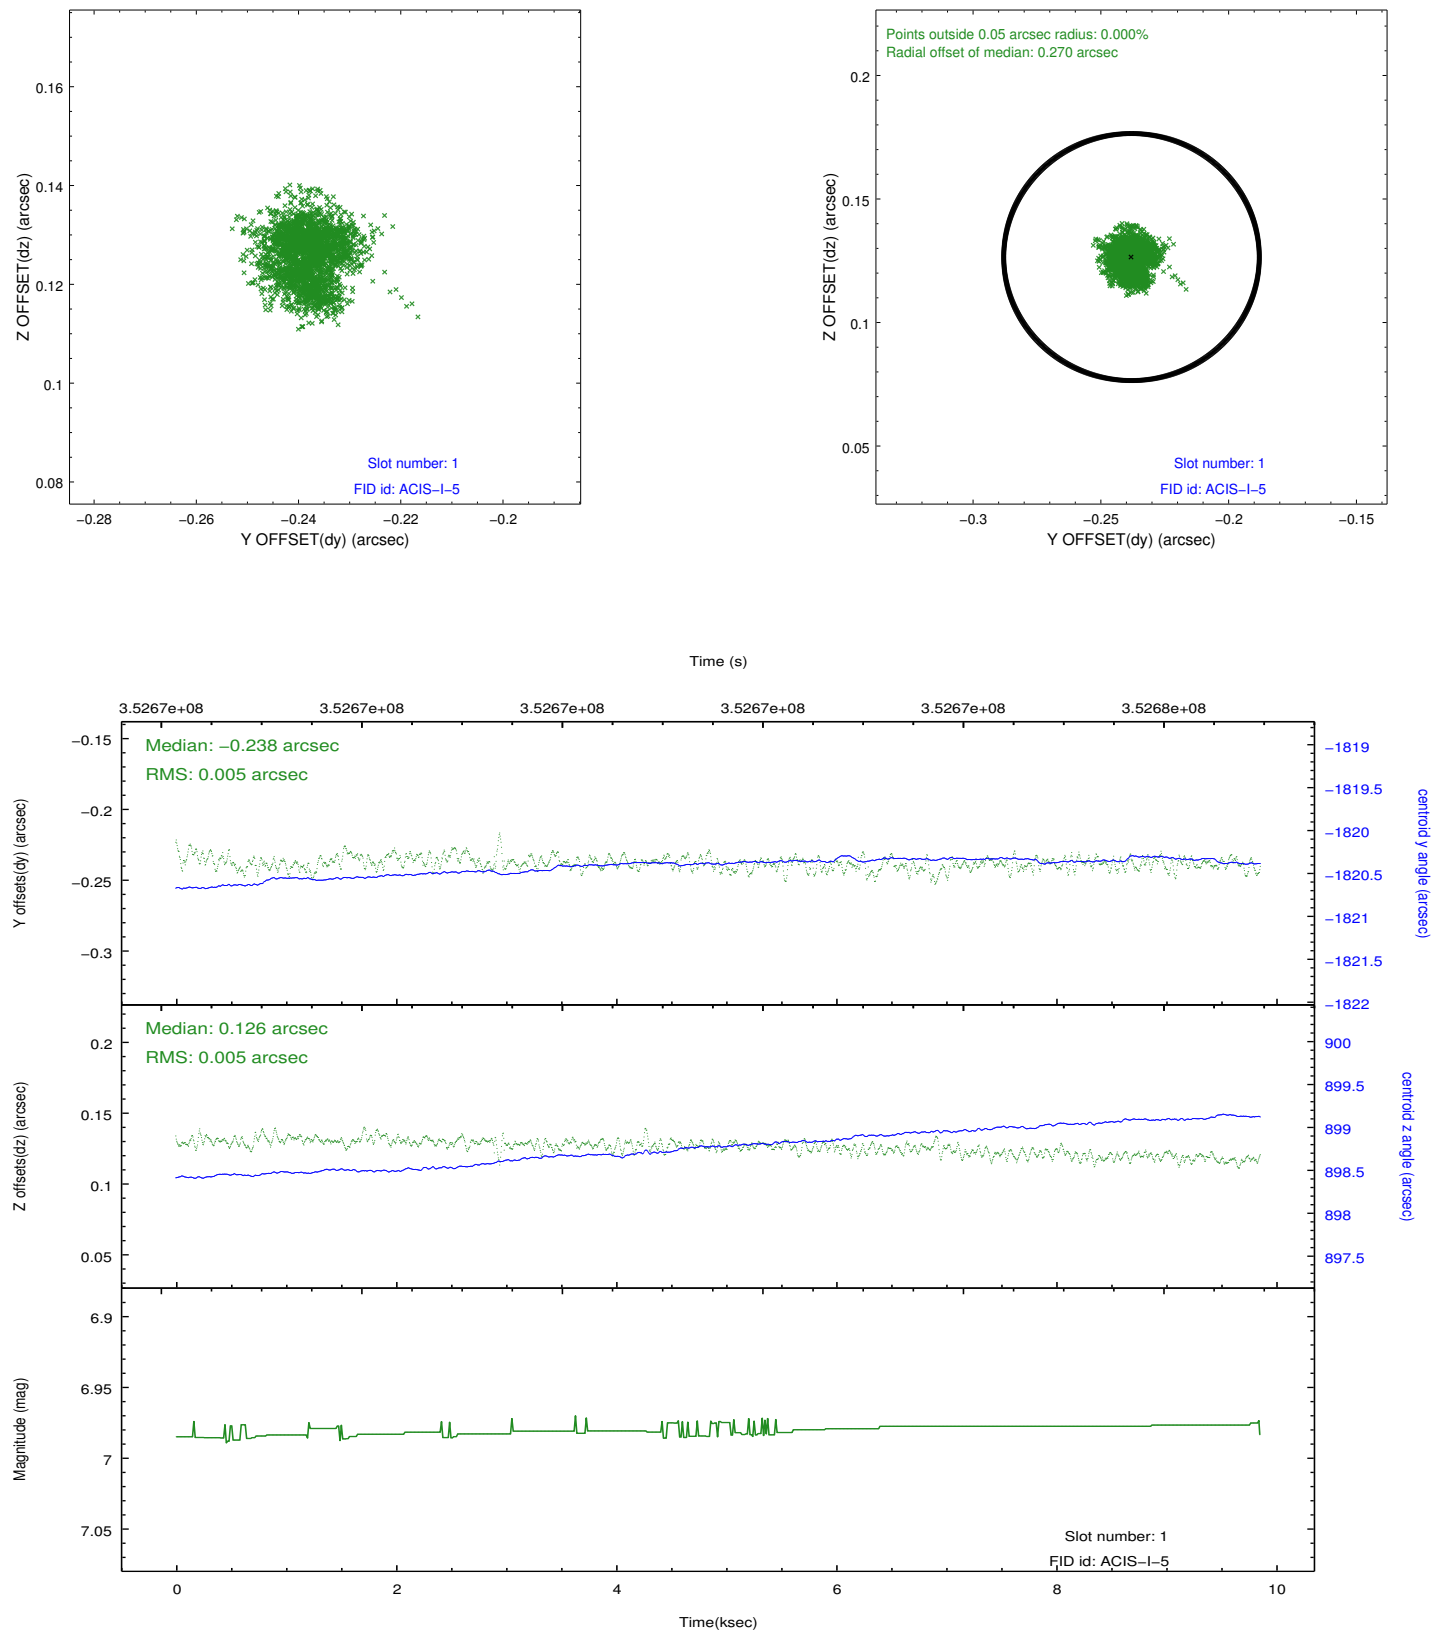 0.16
0.14
0.12
0.1
0.08
Z OFFSET(dz) (arcsec)
Slot number: 1
FID id: ACIS−I−5
−0.28 −0.26 −0.24 −0.22 −0.2
Y OFFSET(dy) (arcsec)
Points outside 0.05 arcsec radius: 0.000%
Radial offset of median: 0.270 arcsec
0.2
0.15
0.1
0.05
Z OFFSET(dz) (arcsec)
Slot number: 1
FID id: ACIS−I−5
−0.3 −0.25 −0.2 −0.15
Y OFFSET(dy) (arcsec)
Time (s)
3.5267e+08 3.5267e+08 3.5267e+08 3.5267e+08 3.5267e+08 3.5268e+08
Median: −0.238 arcsec
RMS: 0.005 arcsec
−0.15
−0.2
−0.25
−0.3
Y offsets(dy) (arcsec)
−1819
−1819.5
−1820
−1820.5
−1821
−1821.5
−1822
centroid y angle (arcsec)
Median: 0.126 arcsec
RMS: 0.005 arcsec
0.2
0.15
0.1
0.05
Z offsets(dz) (arcsec)
900
899.5
899
898.5
898
897.5
centroid z angle (arcsec)
6.9
6.95
7
7.05
Magnitude (mag)
Slot number: 1
FID id: ACIS−I−5
0 2 4 6 8 10
Time(ksec)